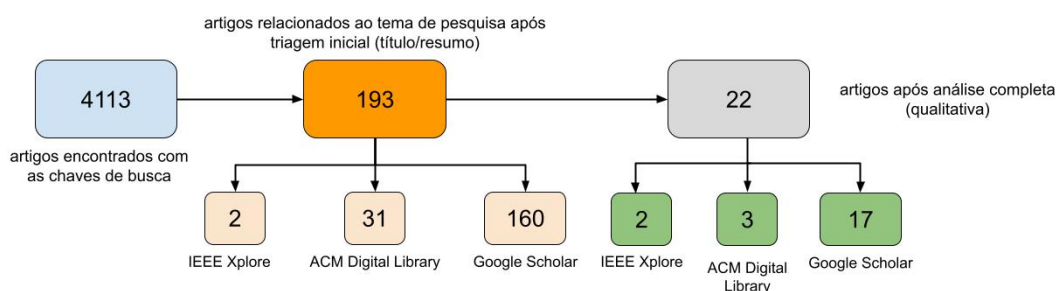 artigos relacionados ao tema de pesquisa após
triagem inicial (título/resumo)
4113
193
22
artigos após análise completa
(qualitativa)
artigos encontrados com
as chaves de busca
2
31
160
2
3
17
IEEE Xplore
ACM Digital Library
Google Scholar
IEEE Xplore
ACM Digital
Library
Google Scholar